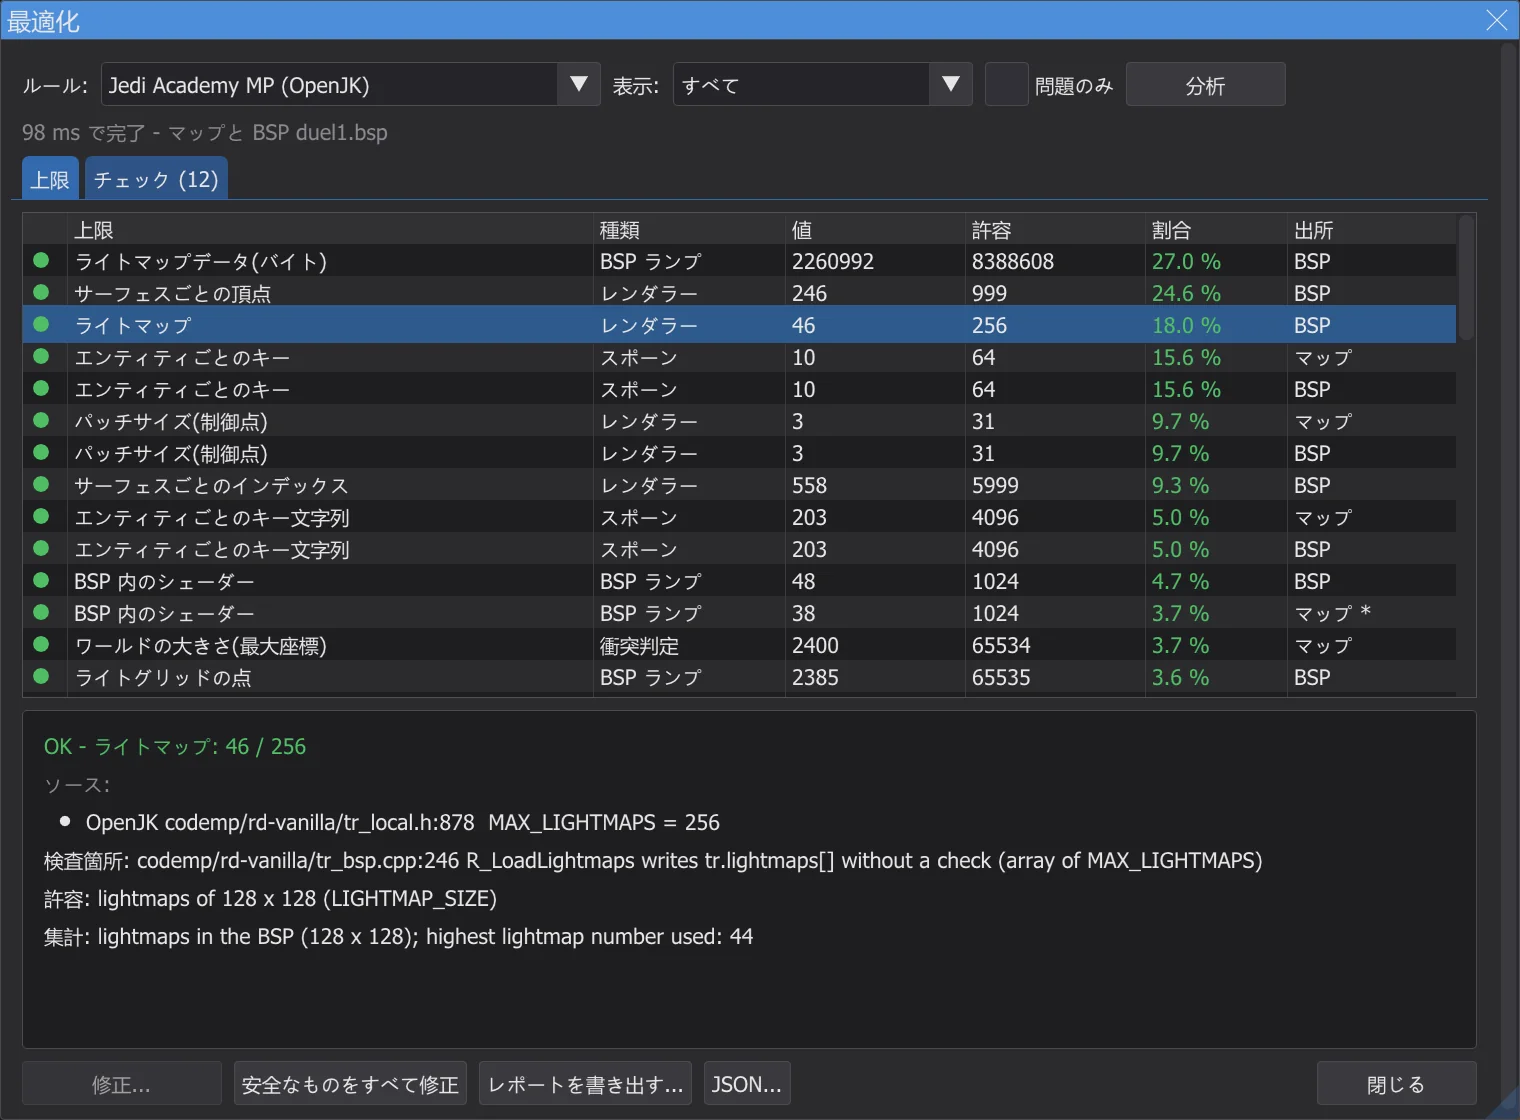 最適化
ルール: Jedi Academy MP (OpenJK) 表示: すべて 問題のみ 分析
98 ms で完了 - マップと BSP duel1.bsp
上限 チェック (12)
上限 種類 値 許容 割合 出所
ライトマップデータ(バイト) BSP ランプ 2260992 8388608 27.0 % BSP
サーフェスごとの頂点 レンダラー 246 999 24.6 % BSP
ライトマップ レンダラー 46 256 18.0 % BSP
エンティティごとのキー スポーン 10 64 15.6 % マップ
エンティティごとのキー スポーン 10 64 15.6 % BSP
パッチサイズ(制御点) レンダラー 3 31 9.7 % マップ
パッチサイズ(制御点) レンダラー 3 31 9.7 % BSP
サーフェスごとのインデックス レンダラー 558 5999 9.3 % BSP
エンティティごとのキー文字列 スポーン 203 4096 5.0 % マップ
エンティティごとのキー文字列 スポーン 203 4096 5.0 % BSP
BSP 内のシェーダー BSP ランプ 48 1024 4.7 % BSP
BSP 内のシェーダー BSP ランプ 38 1024 3.7 % マップ *
ワールドの大きさ(最大座標) 衝突判定 2400 65534 3.7 % マップ
ライトグリッドの点 BSP ランプ 2385 65535 3.6 % BSP
OK - ライトマップ: 46 / 256
ソース:
• OpenJK codemp/rd-vanilla/tr_local.h:878 MAX_LIGHTMAPS = 256
検査箇所: codemp/rd-vanilla/tr_bsp.cpp:246 R_LoadLightmaps writes tr.lightmaps[] without a check (array of MAX_LIGHTMAPS)
許容: lightmaps of 128 x 128 (LIGHTMAP_SIZE)
集計: lightmaps in the BSP (128 x 128); highest lightmap number used: 44
修正... 安全なものをすべて修正 レポートを書き出す... JSON... 閉じる